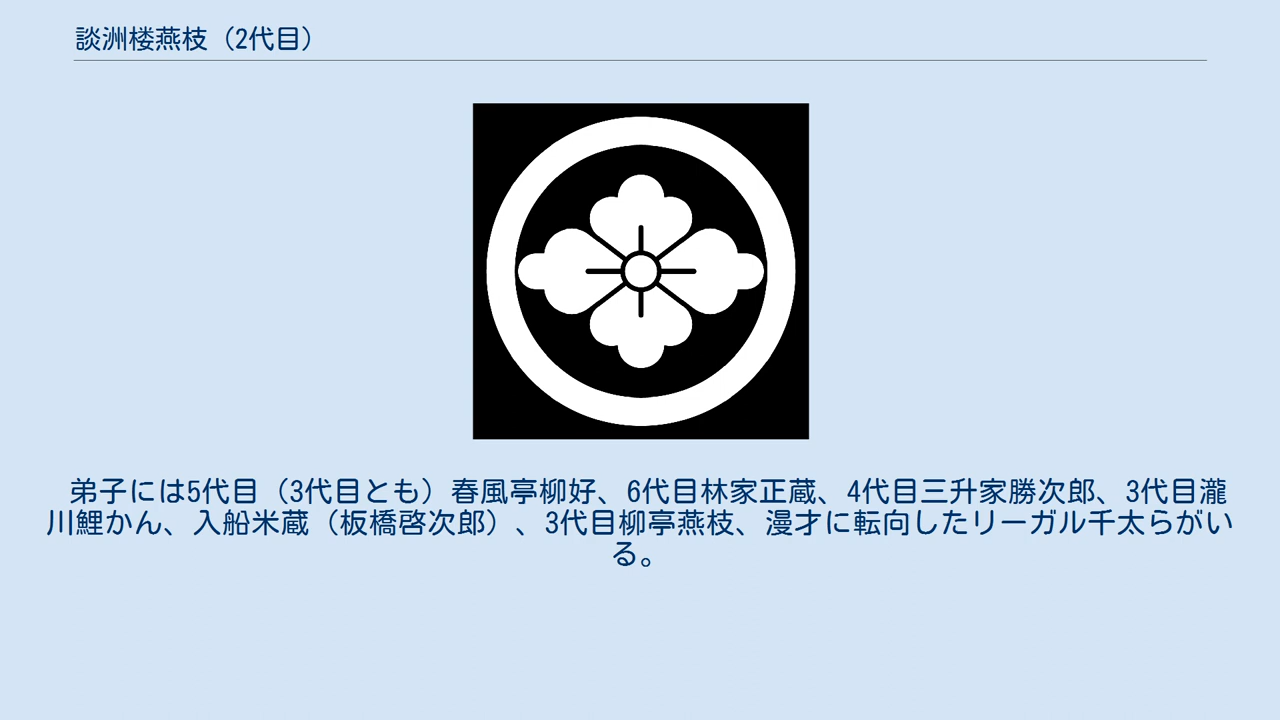 談洲楼燕枝（2代目）
弟子には5代目（3代目とも）春風亭柳好、6代目林家正蔵、4代目三升家勝次郎、3代目瀧
川鯉かん、入船米蔵（板橋啓次郎）、3代目柳亭燕枝、漫才に転向したリーガル千太らがい
る。